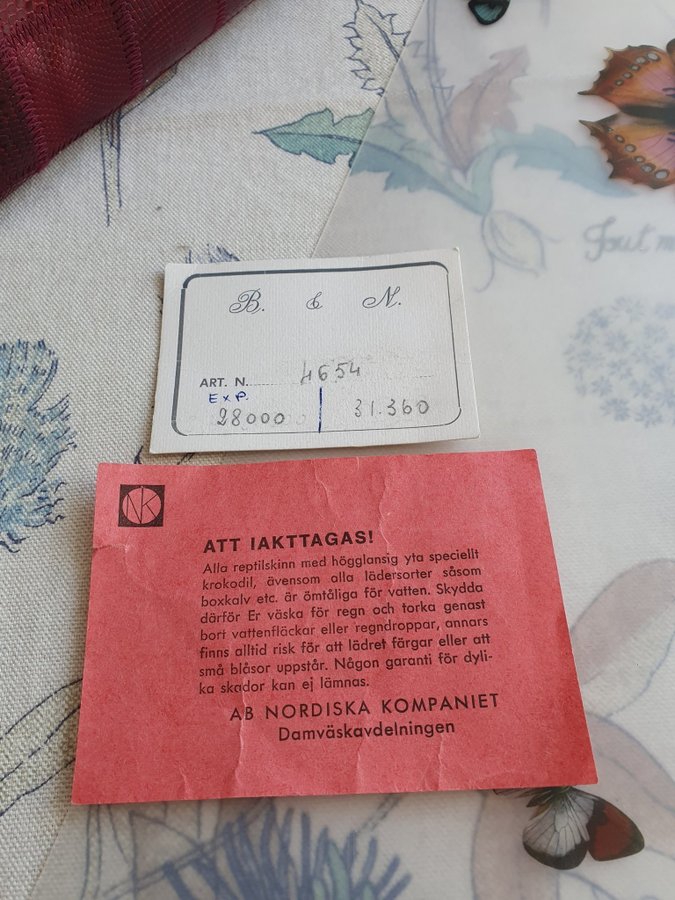 B. & N.
ART. N. 4654
EXP.
28000 31.360
NK
ATT IAKTTAGAS!
Alla reptilskinn med högglansig yta speciellt
krokodil, ävensom alla lädersorter såsom
boxkalv etc. är ömtåliga för vatten. Skydda
därför Er väska för regn och torka genast
bort vattenfläckar eller regndroppar, annars
finns alltid risk för att lädret färgar eller att
små blåsor uppstår. Någon garanti för dyli-
ka skador kan ej lämnas.
AB NORDISKA KOMPANIET
Damväskavdelningen